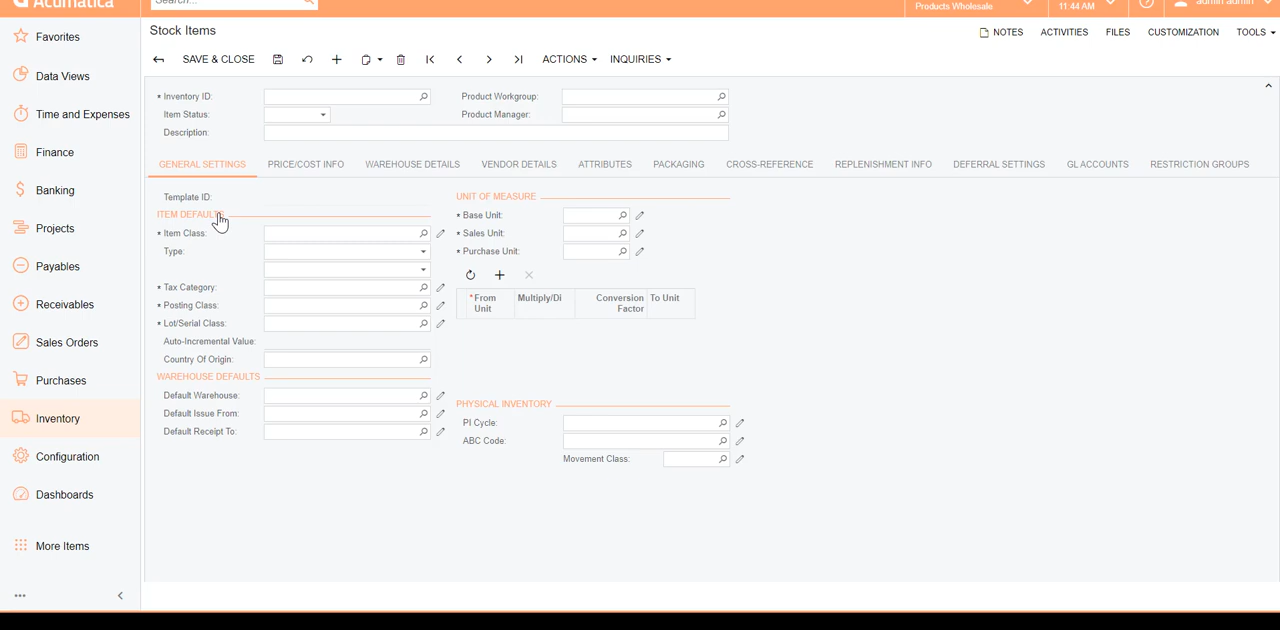 Acumatica
Search...
Products Wholesale
11:44 AM
admin admin
Favorites
Data Views
Time and Expenses
Finance
Banking
Projects
Payables
Receivables
Sales Orders
Purchases
Inventory
Configuration
Dashboards
More Items
Stock Items
NOTES ACTIVITIES FILES CUSTOMIZATION TOOLS
SAVE & CLOSE ACTIONS INQUIRIES
* Inventory ID: Product Workgroup:
Item Status: Product Manager:
Description:
GENERAL SETTINGS PRICE/COST INFO WAREHOUSE DETAILS VENDOR DETAILS ATTRIBUTES PACKAGING CROSS-REFERENCE REPLENISHMENT INFO DEFERRAL SETTINGS GL ACCOUNTS RESTRICTION GROUPS
Template ID:
ITEM DEFAULTS
* Item Class:
Type:
* Tax Category:
* Posting Class:
* Lot/Serial Class:
Auto-Incremental Value:
Country Of Origin:
WAREHOUSE DEFAULTS
Default Warehouse:
Default Issue From:
Default Receipt To:
UNIT OF MEASURE
* Base Unit:
* Sales Unit:
* Purchase Unit:
* From Unit Multiply/Di Conversion Factor To Unit
PHYSICAL INVENTORY
PI Cycle:
ABC Code:
Movement Class: